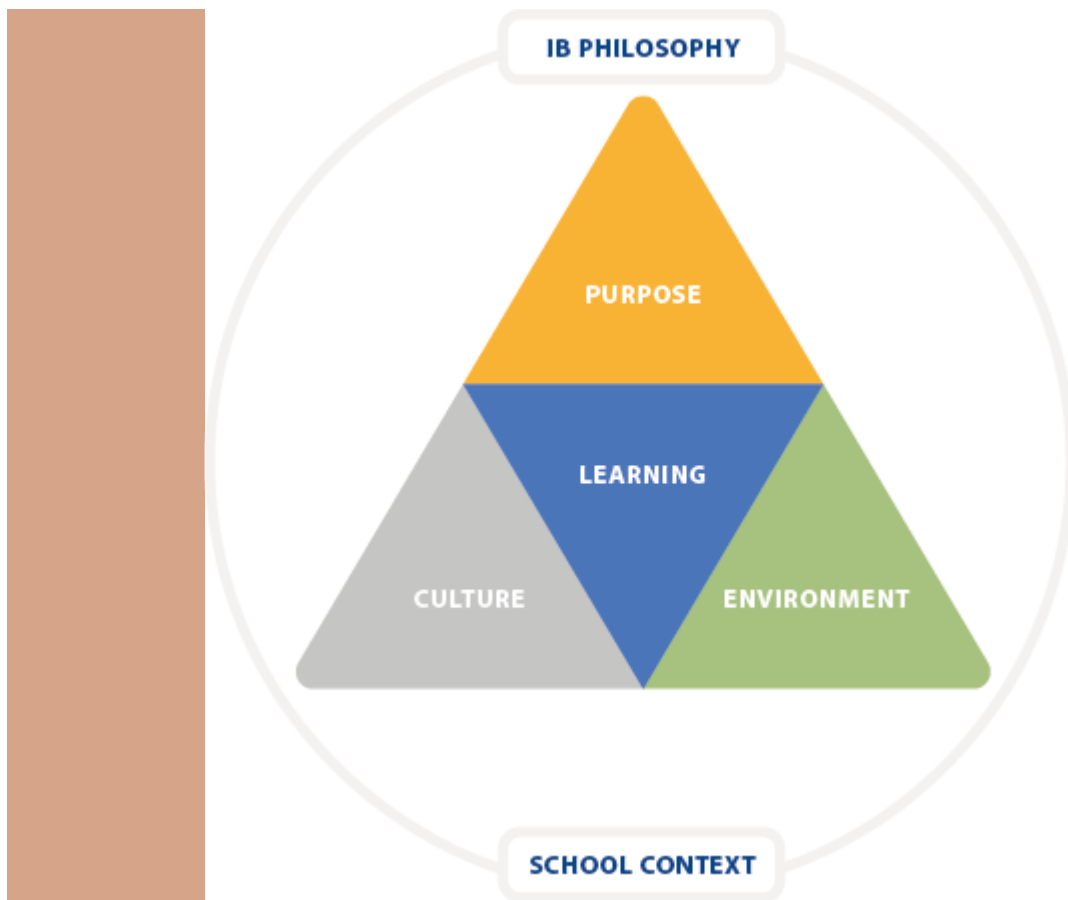 IB PHILOSOPHY
PURPOSE
LEARNING
CULTURE
ENVIRONMENT
SCHOOL CONTEXT